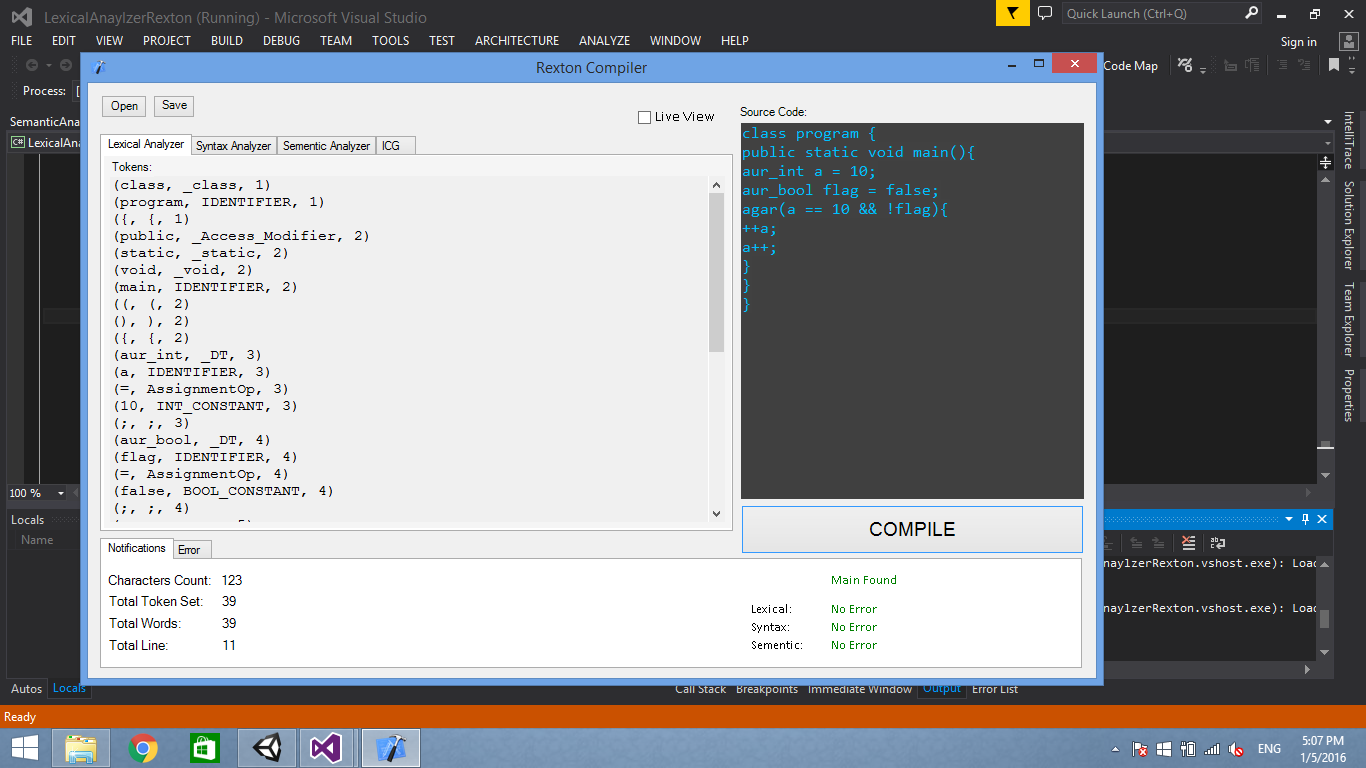 LexicalAnaylzerRexton (Running) - Microsoft Visual Studio
Quick Launch (Ctrl+Q)
FILE EDIT VIEW PROJECT BUILD DEBUG TEAM TOOLS TEST ARCHITECTURE ANALYZE WINDOW HELP
Sign in
Rexton Compiler
Code Map
Process:
Open Save
Live View
Source Code:
SemanticAna
LexicalAna
Lexical Analyzer Syntax Analyzer Sementic Analyzer ICG
Tokens:
(class, _class, 1)
(program, IDENTIFIER, 1)
({, {, 1)
(public, _Access_Modifier, 2)
(static, _static, 2)
(void, _void, 2)
(main, IDENTIFIER, 2)
((, (, 2)
(), ), 2)
({, {, 2)
(aur_int, _DT, 3)
(a, IDENTIFIER, 3)
(=, AssignmentOp, 3)
(10, INT_CONSTANT, 3)
(;, ;, 3)
(aur_bool, _DT, 4)
(flag, IDENTIFIER, 4)
(=, AssignmentOp, 4)
(false, BOOL_CONSTANT, 4)
(;, ;, 4)
class program {
public static void main(){
aur_int a = 10;
aur_bool flag = false;
agar(a == 10 && !flag){
++a;
a++;
}
}
}
COMPILE
IntelliTrace
Solution Explorer
Team Explorer
Properties
100 %
Locals
Name
Notifications Error
Characters Count: 123
Total Token Set: 39
Total Words: 39
Total Line: 11
Main Found
Lexical: No Error
Syntax: No Error
Sementic: No Error
naylzerRexton.vshost.exe): Load
naylzerRexton.vshost.exe): Load
Autos Locals
Call Stack Breakpoints Immediate Window Output Error List
Ready
ENG
5:07 PM
1/5/2016